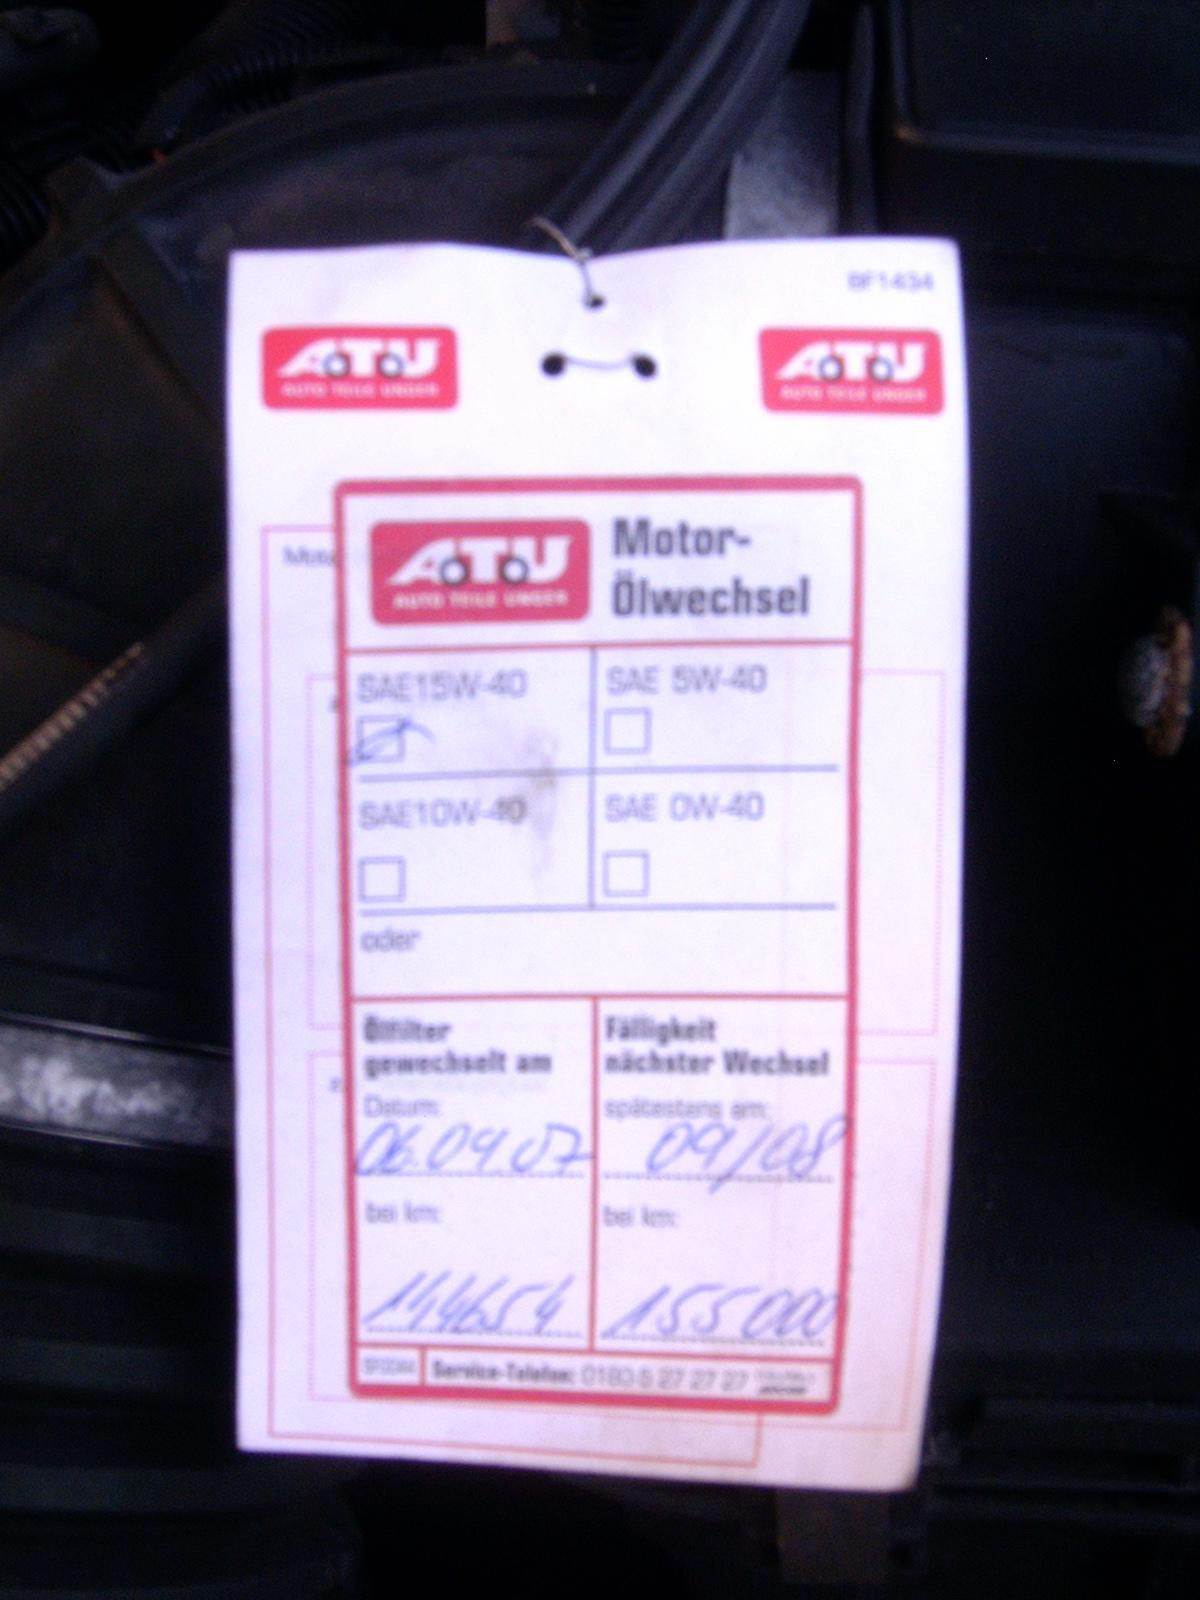 BF1434
ATU
AUTO TEILE UNGER
ATU
AUTO TEILE UNGER
ATU
AUTO TEILE UNGER
Motor-
Ölwechsel
SAE15W-40
SAE 5W-40
SAE10W-40
SAE 0W-40
oder
Ölfilter
gewechselt am
Datum:
06.04.07
bei km:
144654
Fälligkeit
nächster Wechsel
spätestens am:
04/08
bei km:
155000
Service-Telefon: 0180-5 27 27 27